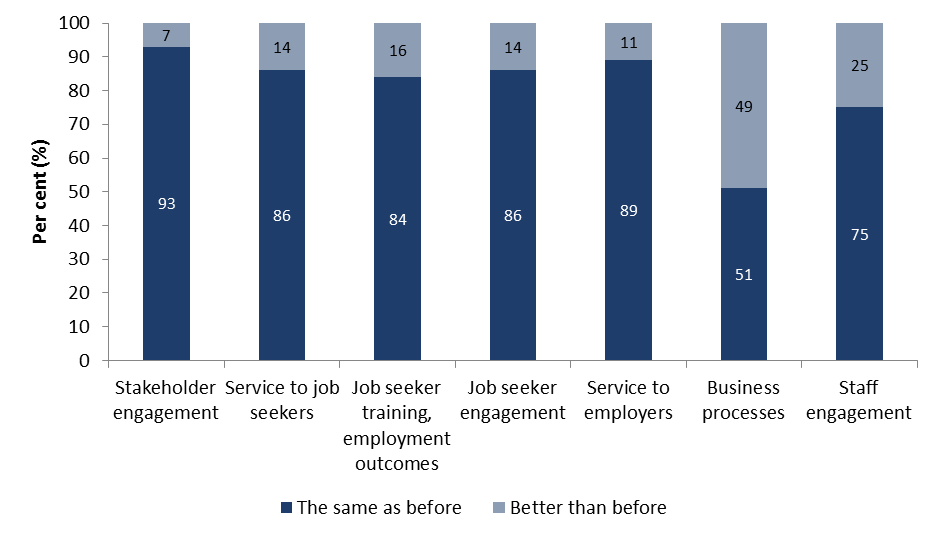 Per cent (%)
100
90
80
70
60
50
40
30
20
10
0
7
14
16
14
11
49
25
93
86
84
86
89
51
75
Stakeholder
engagement
Service to job
seekers
Job seeker
training,
employment
outcomes
Job seeker
engagement
Service to
employers
Business
processes
Staff
engagement
The same as before
Better than before